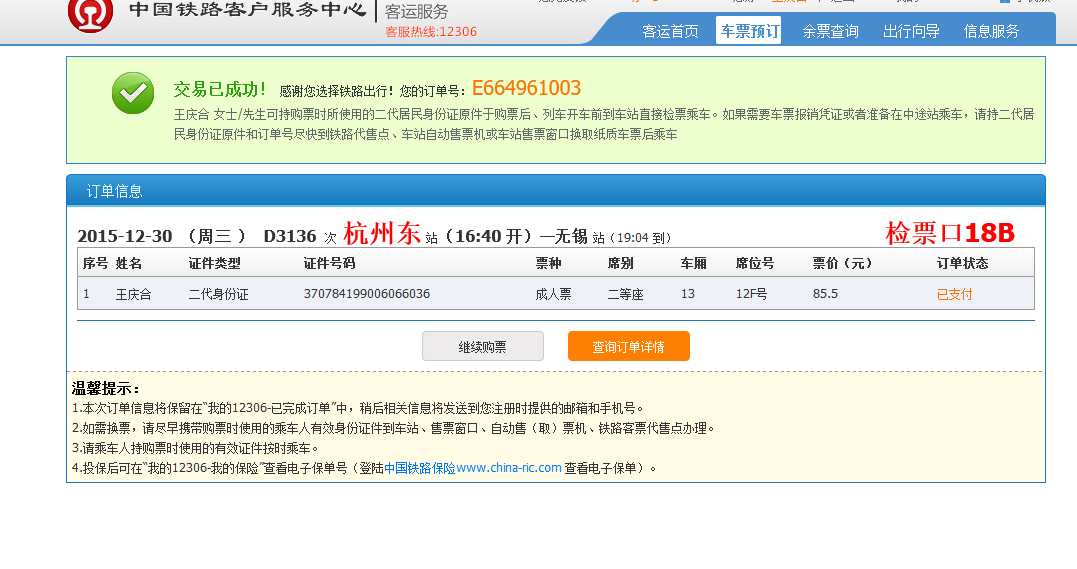 中国铁路客户服务中心
客运服务
客服热线:12306
客运首页 车票预订 余票查询 出行向导 信息服务
交易已成功！ 感谢您选择铁路出行！您的订单号：E664961003
王庆合 女士/先生可持购票时所使用的二代居民身份证原件于购票后、列车开车前到车站直接检票乘车。如果需要车票报销凭证或者准备在中途站乘车，请持二代居
民身份证原件和订单号尽快到铁路代售点、车站自动售票机或车站售票窗口换取纸质车票后乘车
订单信息
2015-12-30 （周三 ） D3136 次 杭州东 站（16:40 开）—无锡 站（19:04 到） 检票口18B
序号 姓名 证件类型 证件号码 票种 席别 车厢 席位号 票价（元） 订单状态
1 王庆合 二代身份证 370784199006066036 成人票 二等座 13 12F号 85.5 已支付
继续购票 查询订单详情
温馨提示：
1.本次订单信息将保留在“我的12306-已完成订单”中，稍后相关信息将发送到您注册时提供的邮箱和手机号。
2.如需换票，请尽早携带购票时使用的乘车人有效身份证件到车站、售票窗口、自动售（取）票机、铁路客票代售点办理。
3.请乘车人持购票时使用的有效证件按时乘车。
4.投保后可在“我的12306-我的保险”查看电子保单号（登陆中国铁路保险www.china-ric.com 查看电子保单）。